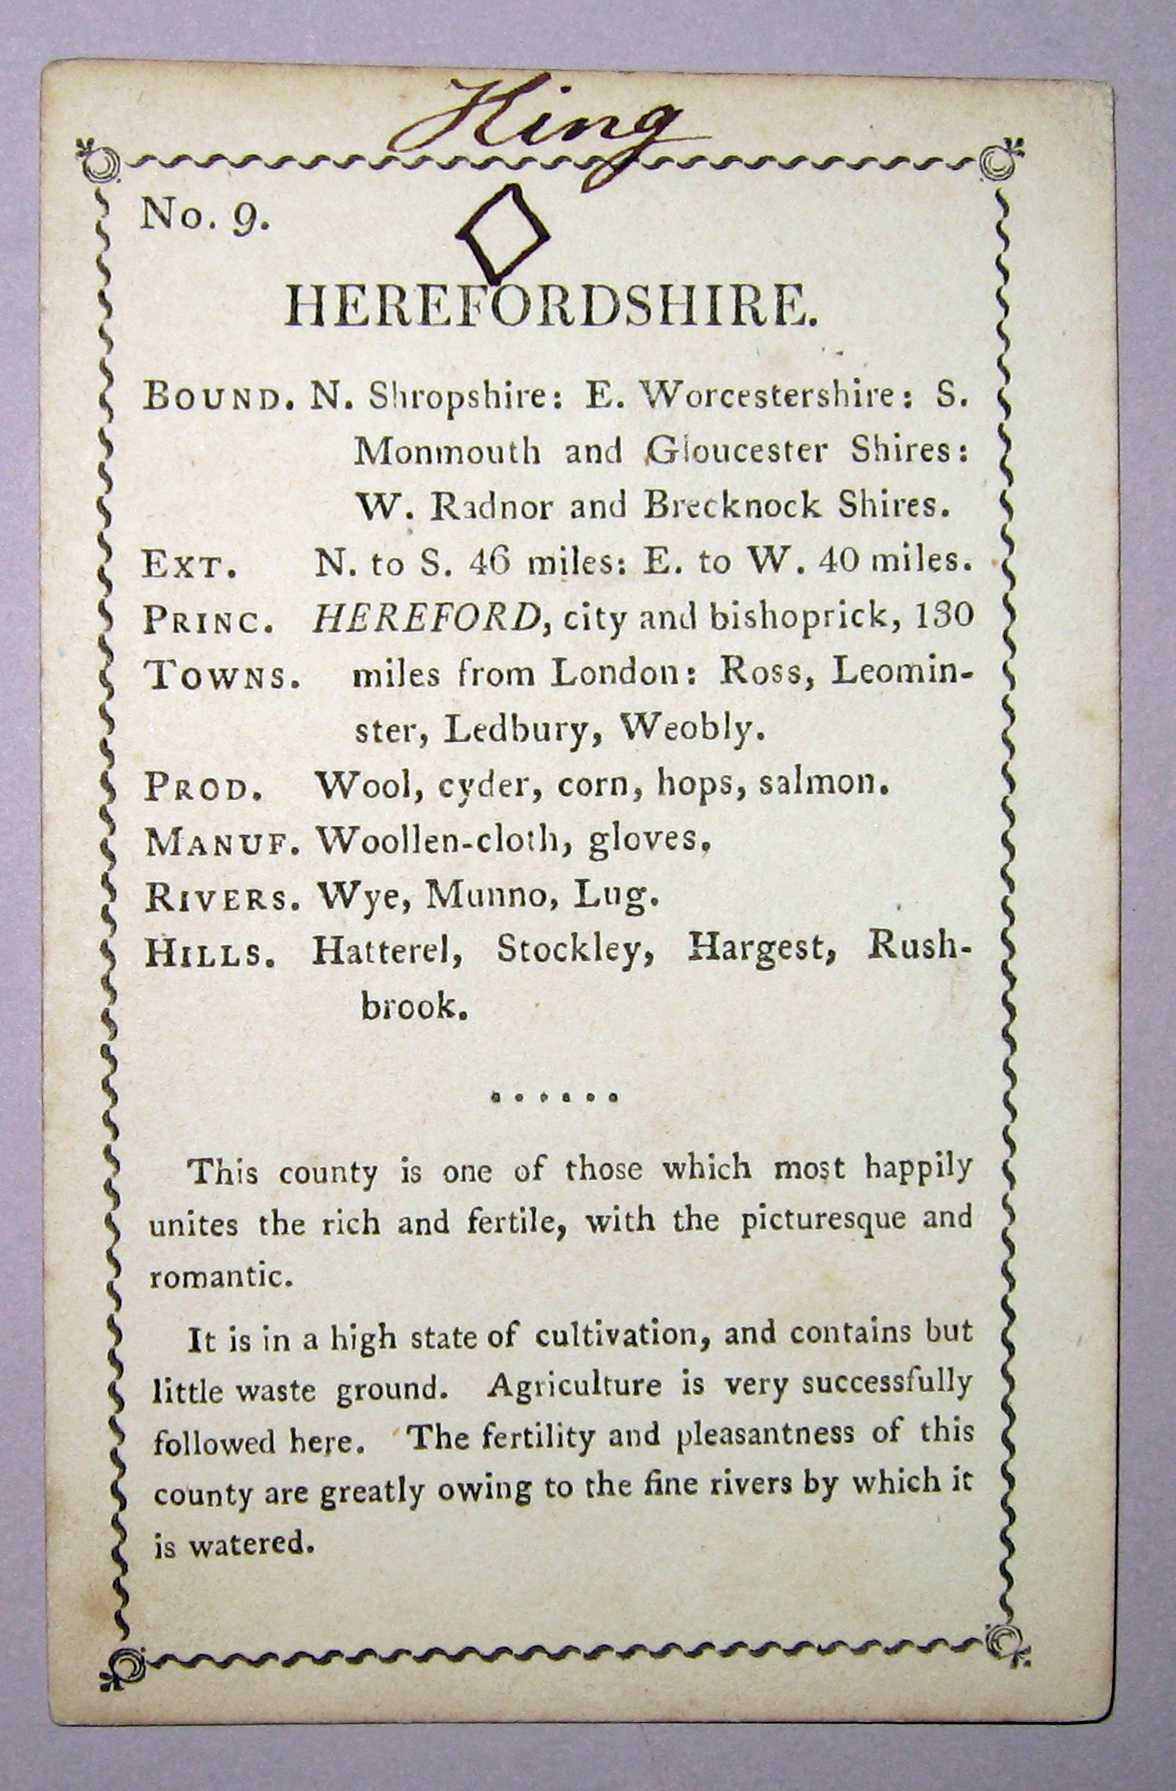 King
No. 9.
HEREFORDSHIRE.
BOUND. N. Shropshire: E. Worcestershire: S.
Monmouth and Gloucester Shires:
W. Radnor and Brecknock Shires.
EXT. N. to S. 46 miles: E. to W. 40 miles.
PRINC. HEREFORD, city and bishoprick, 130
TOWNS. miles from London: Ross, Leomin-
ster, Ledbury, Weobly.
PROD. Wool, cyder, corn, hops, salmon.
MANUF. Woollen-cloth, gloves.
RIVERS. Wye, Munno, Lug.
HILLS. Hatterel, Stockley, Hargest, Rush-
brook.
......
This county is one of those which most happily
unites the rich and fertile, with the picturesque and
romantic.
It is in a high state of cultivation, and contains but
little waste ground. Agriculture is very successfully
followed here. The fertility and pleasantness of this
county are greatly owing to the fine rivers by which it
is watered.